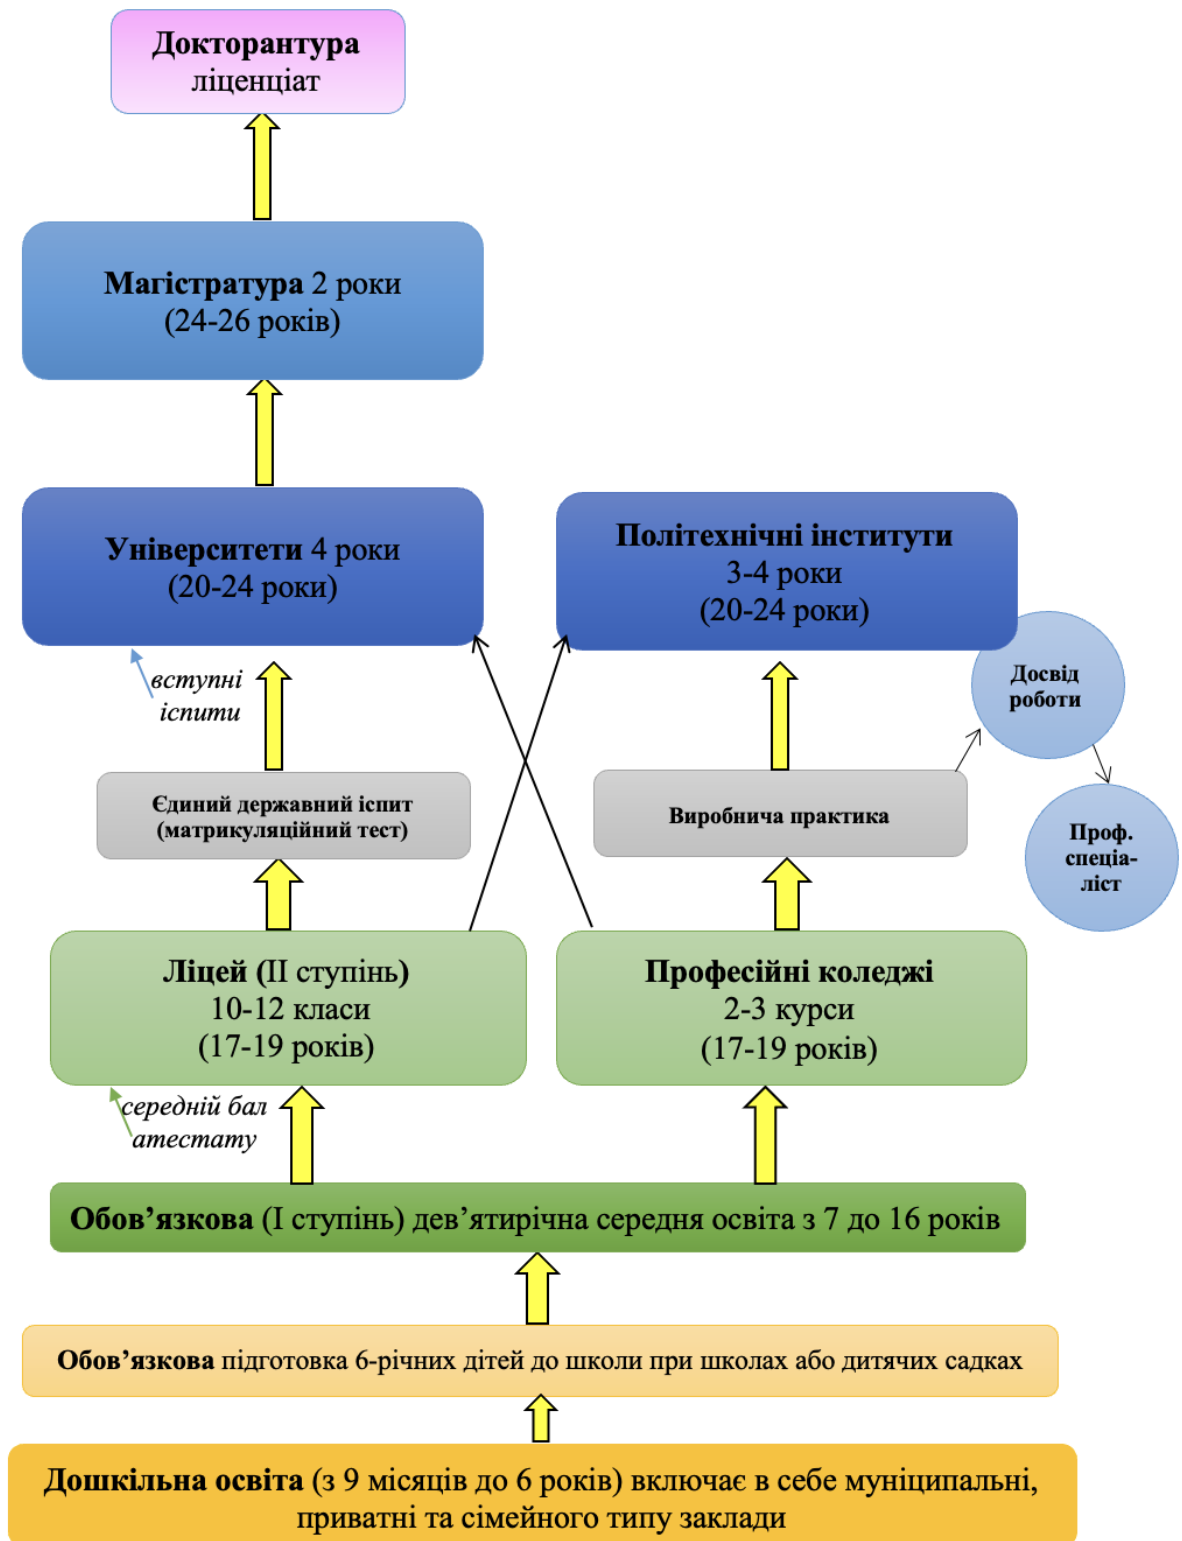 Докторантура
ліценціат
Магістратура 2 роки
(24-26 років)
Університети 4 роки
(20-24 роки)
Політехнічні інститути
3-4 роки
(20-24 роки)
вступні
іспити
Досвід
роботи
Єдиний державний іспит
(матрикуляційний тест)
Виробнича практика
Проф.
спеціа-
ліст
Ліцей (ІІ ступінь)
10-12 класи
(17-19 років)
Професійні коледжі
2-3 курси
(17-19 років)
середній бал
атестату
Обов’язкова (І ступінь) дев’ятирічна середня освіта з 7 до 16 років
Обов’язкова підготовка 6-річних дітей до школи при школах або дитячих садках
Дошкільна освіта (з 9 місяців до 6 років) включає в себе муніципальні,
приватні та сімейного типу заклади